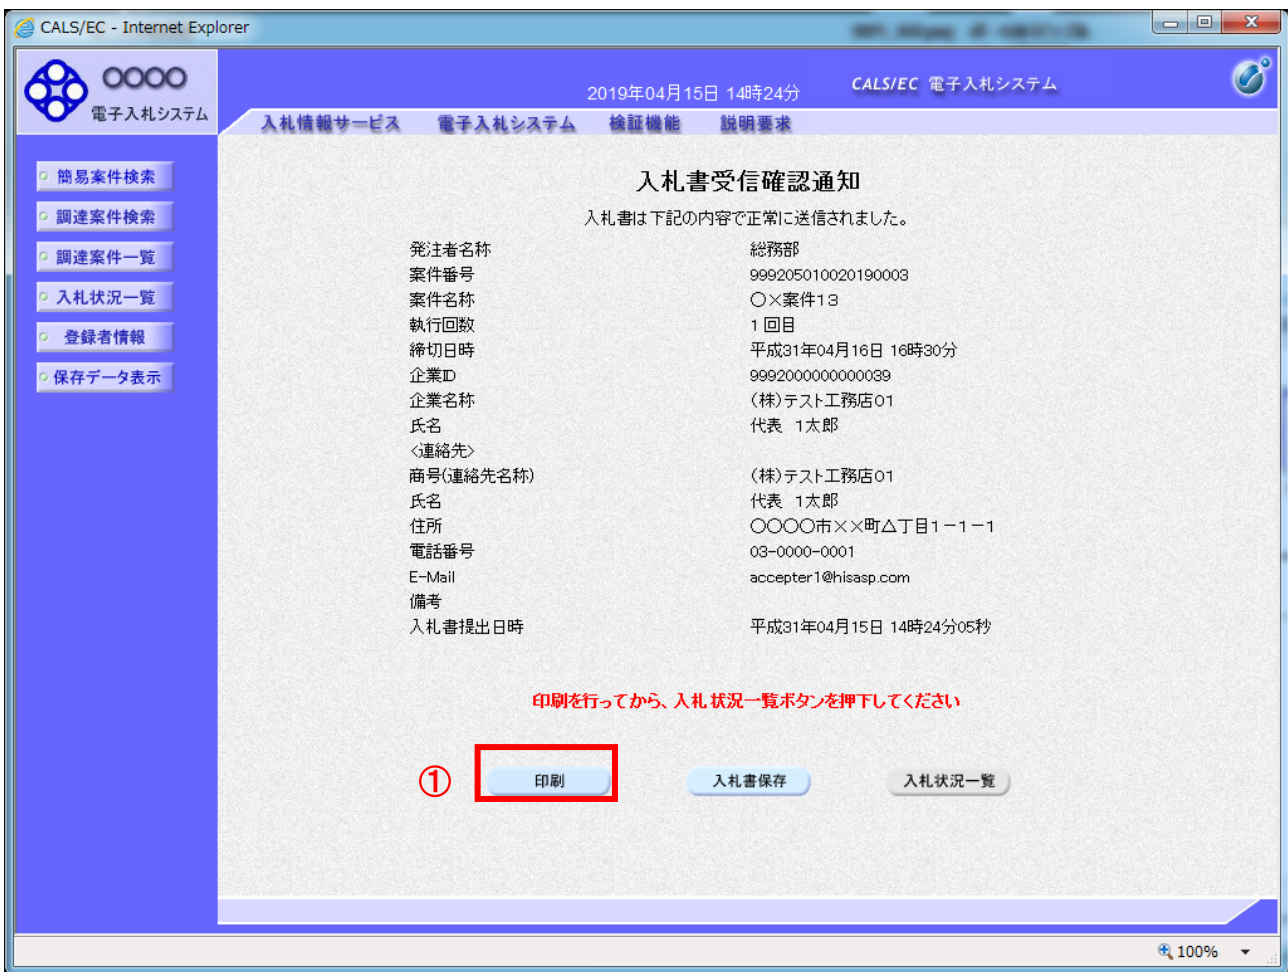 CALS/EC - Internet Explorer
OOOO
電子入札システム
2019年04月15日 14時24分
CALS/EC 電子入札システム
入札情報サービス 電子入札システム 検証機能 説明要求
簡易案件検索
調達案件検索
調達案件一覧
入札状況一覧
登録者情報
保存データ表示
入札書受信確認通知
入札書は下記の内容で正常に送信されました。
発注者名称 総務部
案件番号 999205010020190003
案件名称 〇×案件13
執行回数 1回目
締切日時 平成31年04月16日 16時30分
企業ID 9992000000000039
企業名称 (株)テスト工務店01
氏名 代表 1太郎
<連絡先>
商号(連絡先名称) (株)テスト工務店01
氏名 代表 1太郎
住所 〇〇〇〇市××町△丁目1-1-1
電話番号 03-0000-0001
E-Mail accepter1@hisasp.com
備考
入札書提出日時 平成31年04月15日 14時24分05秒
印刷を行ってから、入札状況一覧ボタンを押下してください
① 印刷 入札書保存 入札状況一覧
100%